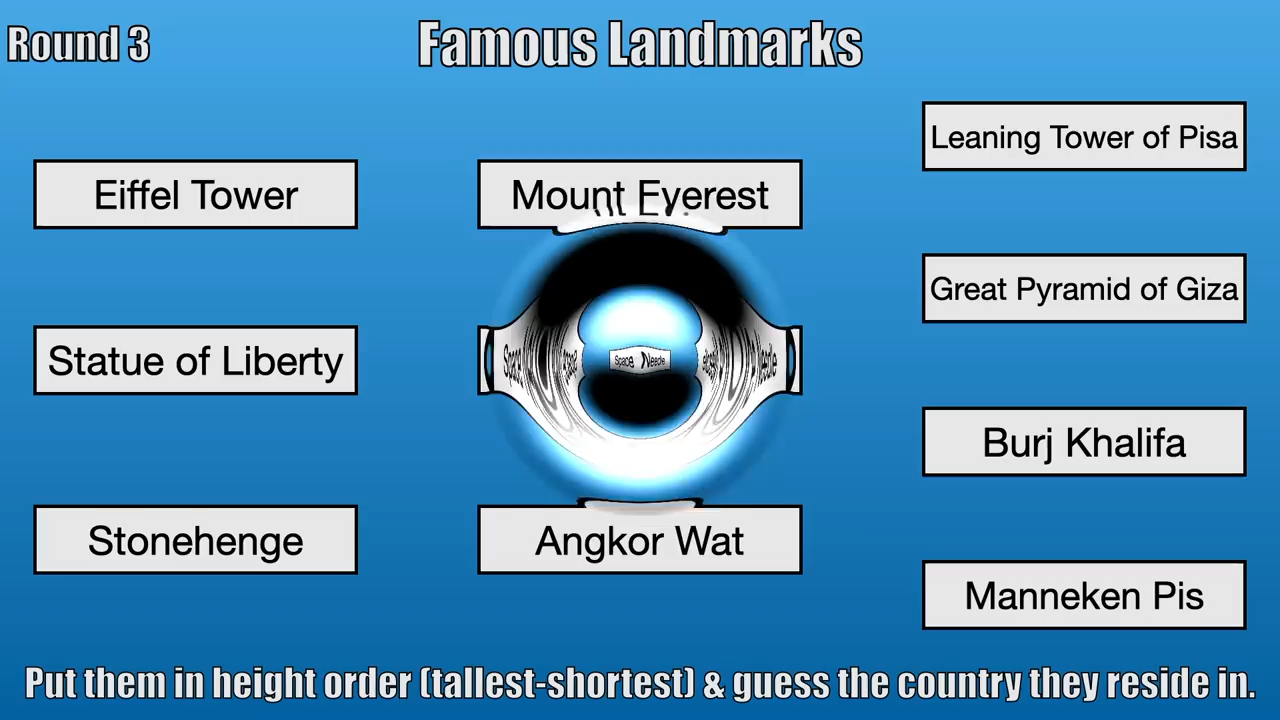 Round 3
Famous Landmarks
Leaning Tower of Pisa
Eiffel Tower
Mount Everest
Great Pyramid of Giza
Statue of Liberty
Space Needle
Burj Khalifa
Stonehenge
Angkor Wat
Manneken Pis
Put them in height order (tallest-shortest) & guess the country they reside in.